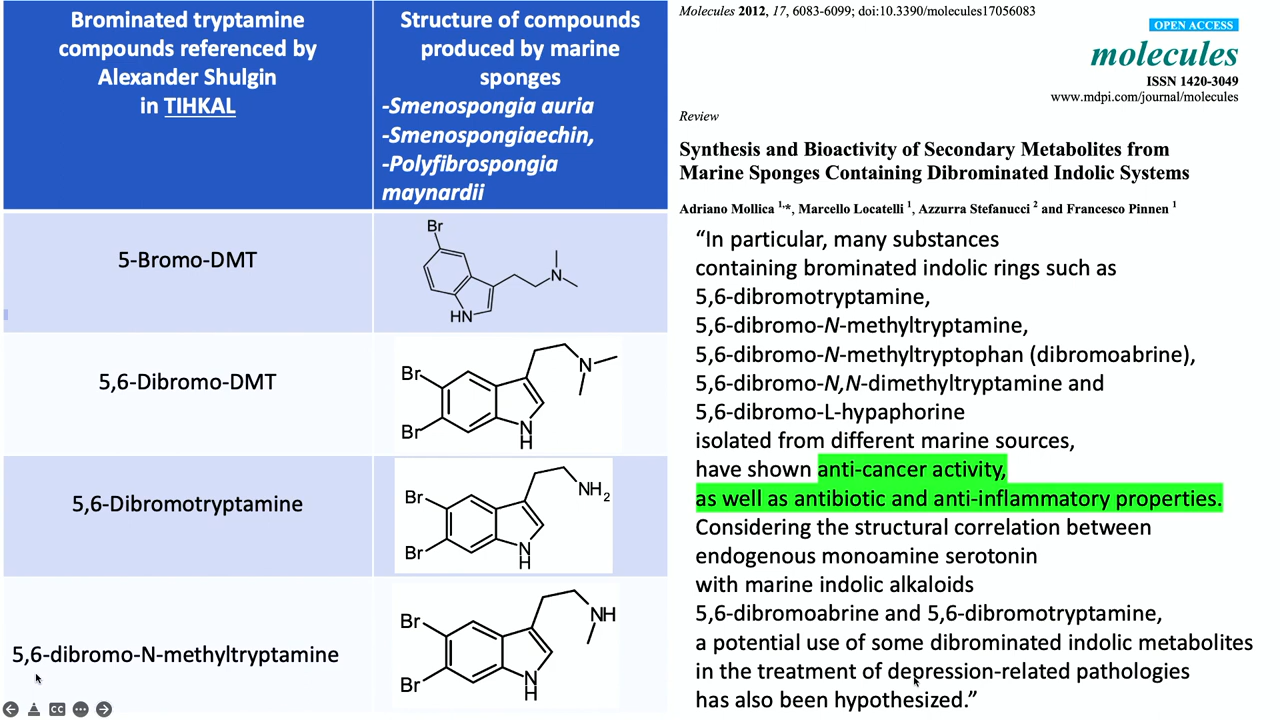 Brominated tryptamine
compounds referenced by
Alexander Shulgin
in TIHKAL
Structure of compounds
produced by marine
sponges
-Smenospongia auria
-Smenospongiaechin,
-Polyfibrospongia
maynardii
5-Bromo-DMT
Br
N
HN
5,6-Dibromo-DMT
Br
Br
N
N
H
5,6-Dibromotryptamine
Br
Br
NH2
N
H
5,6-dibromo-N-methyltryptamine
Br
Br
NH
N
H
Molecules 2012, 17, 6083-6099; doi:10.3390/molecules17056083
OPEN ACCESS
molecules
ISSN 1420-3049
www.mdpi.com/journal/molecules
Review
Synthesis and Bioactivity of Secondary Metabolites from
Marine Sponges Containing Dibrominated Indolic Systems
Adriano Mollica 1,*, Marcello Locatelli 1, Azzurra Stefanucci 2 and Francesco Pinnen 1
“In particular, many substances
containing brominated indolic rings such as
5,6-dibromotryptamine,
5,6-dibromo-N-methyltryptamine,
5,6-dibromo-N-methyltryptophan (dibromoabrine),
5,6-dibromo-N,N-dimethyltryptamine and
5,6-dibromo-L-hypaphorine
isolated from different marine sources,
have shown anti-cancer activity,
as well as antibiotic and anti-inflammatory properties.
Considering the structural correlation between
endogenous monoamine serotonin
with marine indolic alkaloids
5,6-dibromoabrine and 5,6-dibromotryptamine,
a potential use of some dibrominated indolic metabolites
in the treatment of depression-related pathologies
has also been hypothesized.”
CC